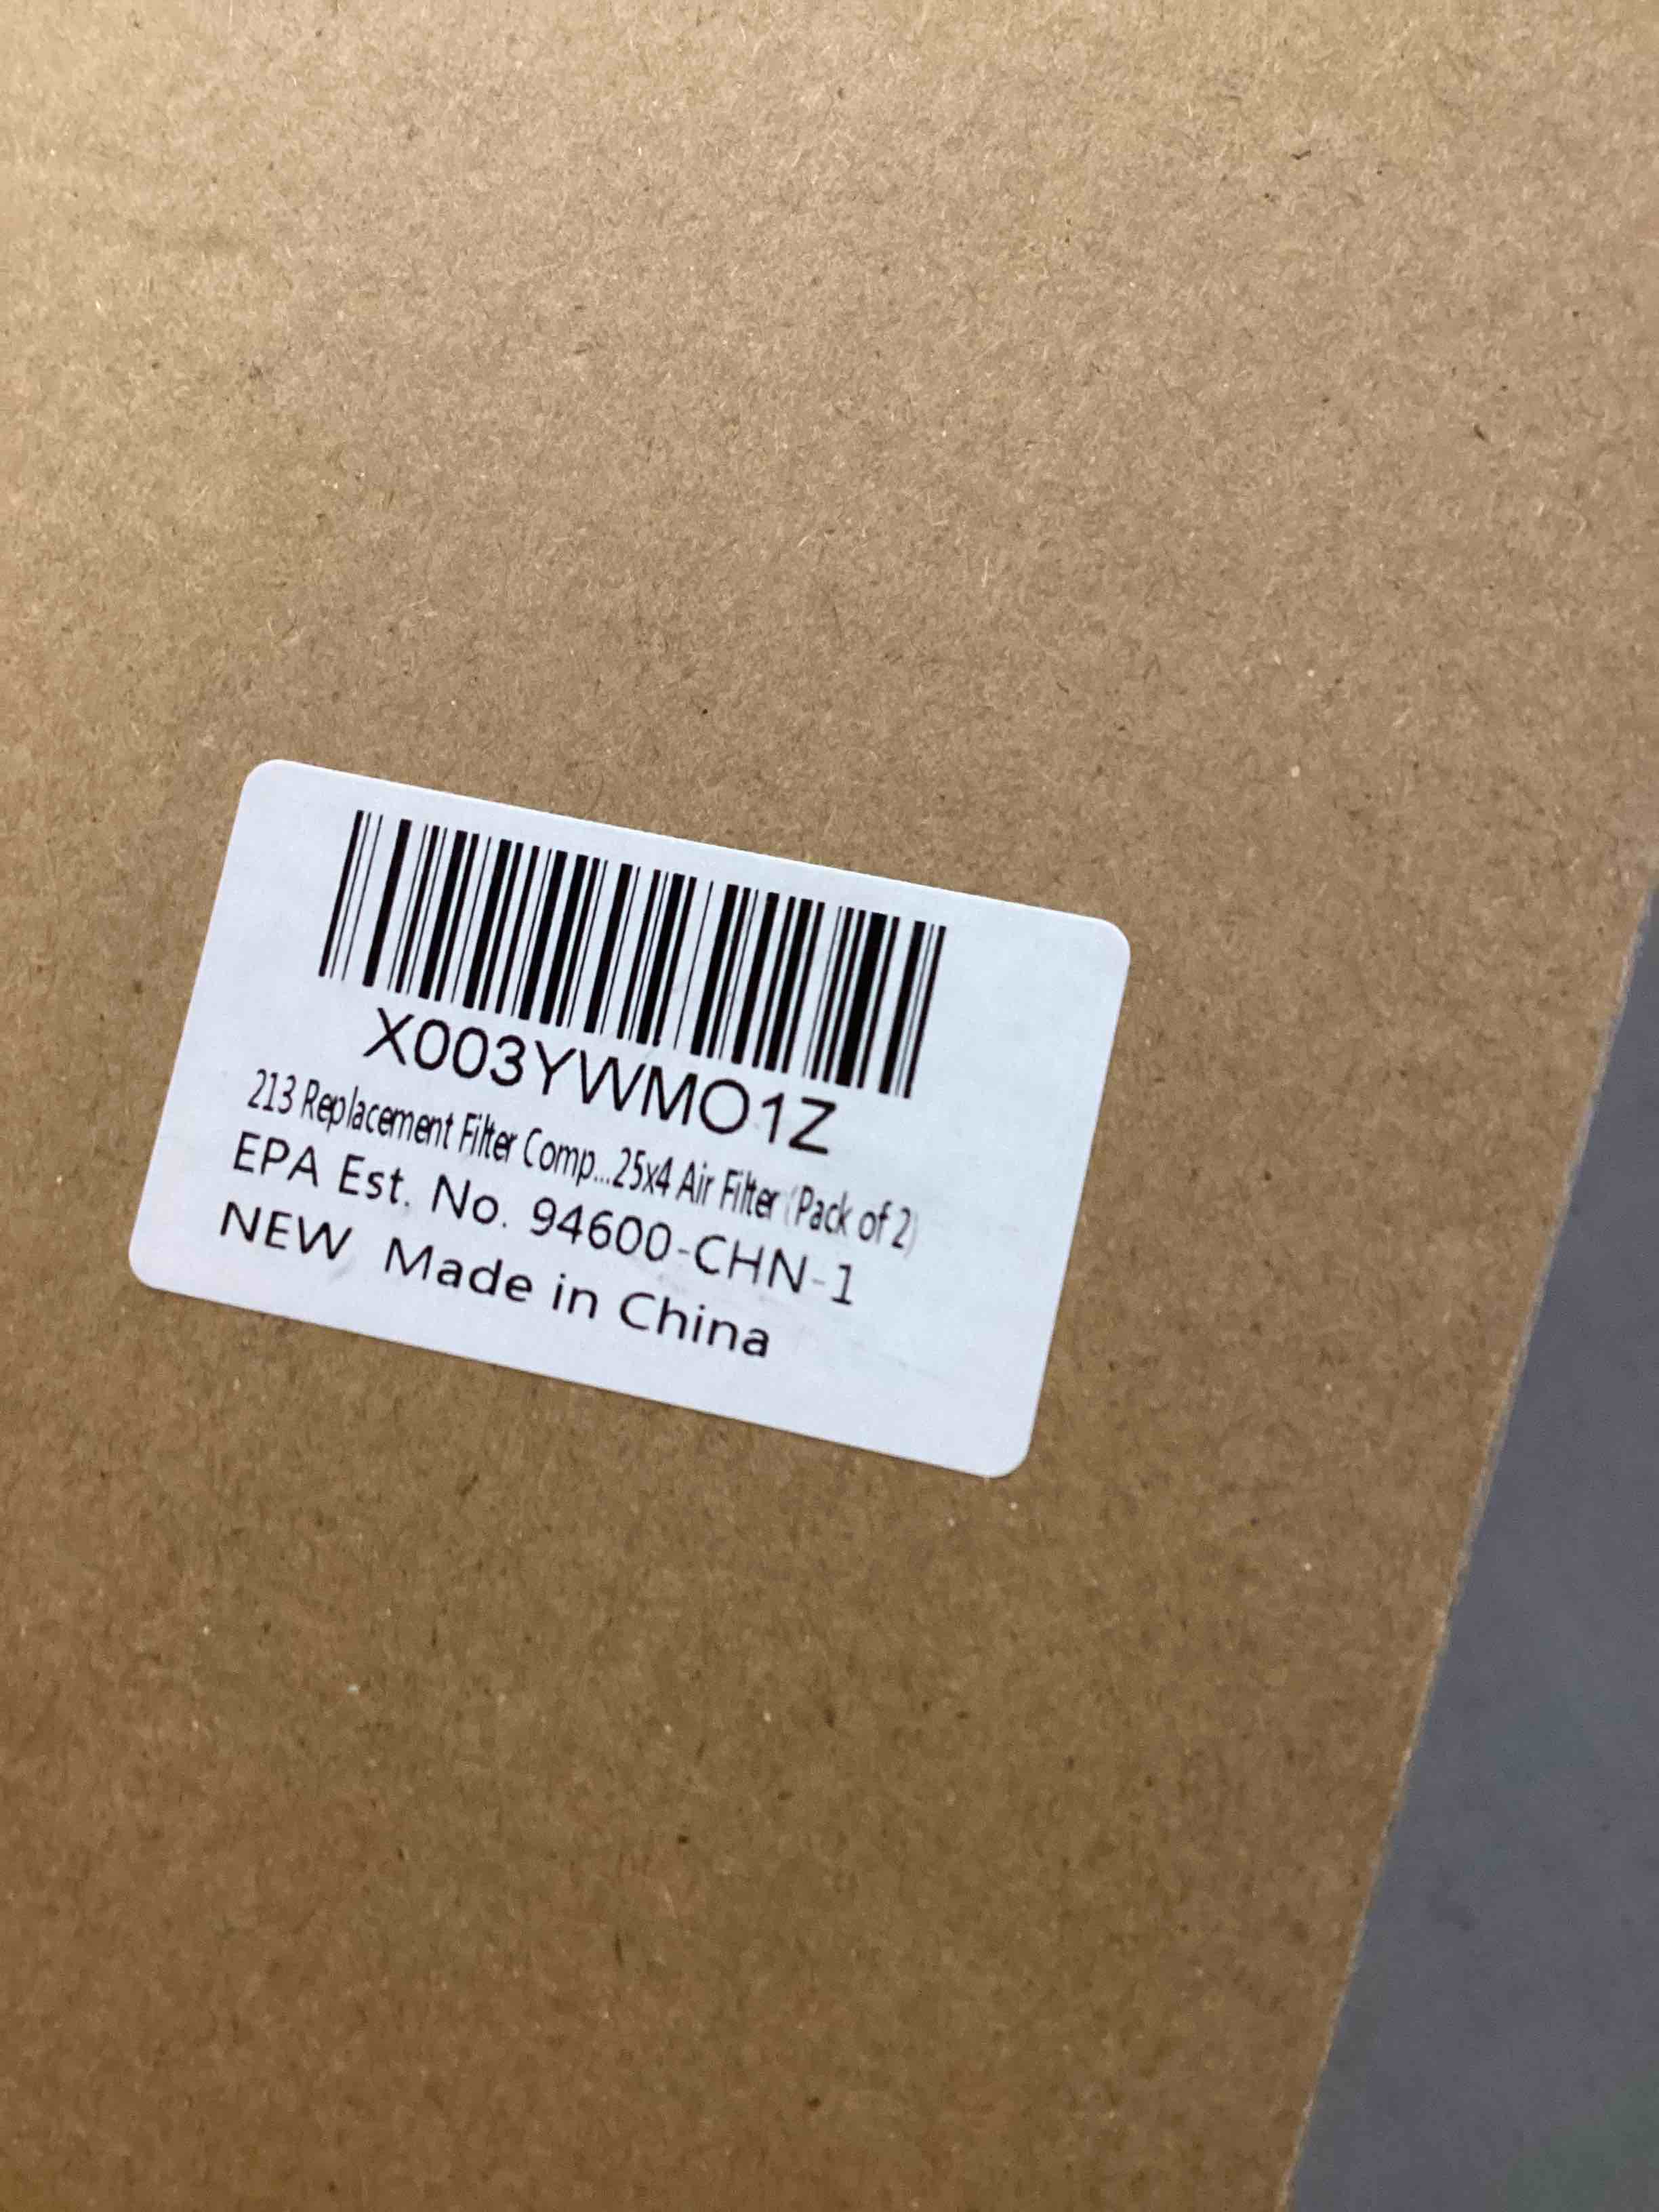 X003YWMO1Z
213 Replacement Filter Comp...25x4 Air Filter (Pack of 2)
EPA Est. No. 94600-CHN-1
NEW Made in China